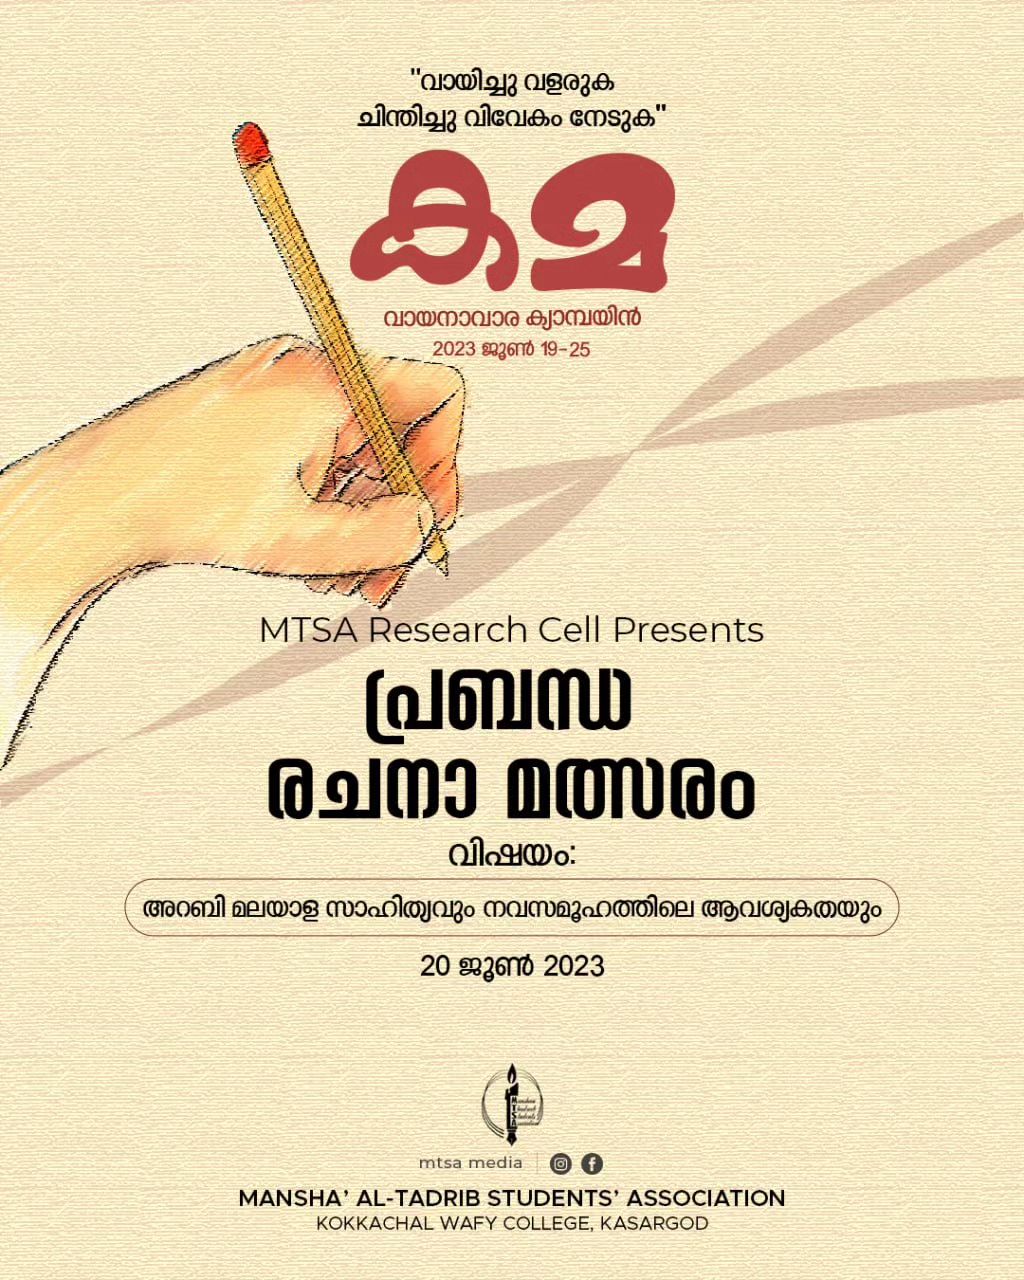 "വായിച്ചു വളരുക
ചിന്തിച്ചു വിവേകം നേടുക"
കമ
വായനാവാര ക്യാമ്പയിൻ
2023 ജൂൺ 19-25
MTSA Research Cell Presents
പ്രബന്ധ
രചനാ മത്സരം
വിഷയം:
അറബി മലയാള സാഹിത്യവും നവസമൂഹത്തിലെ ആവശ്യകതയും
20 ജൂൺ 2023
mtsa media
MANSHA’ AL-TADRIB STUDENTS’ ASSOCIATION
KOKKACHAL WAFY COLLEGE, KASARGOD